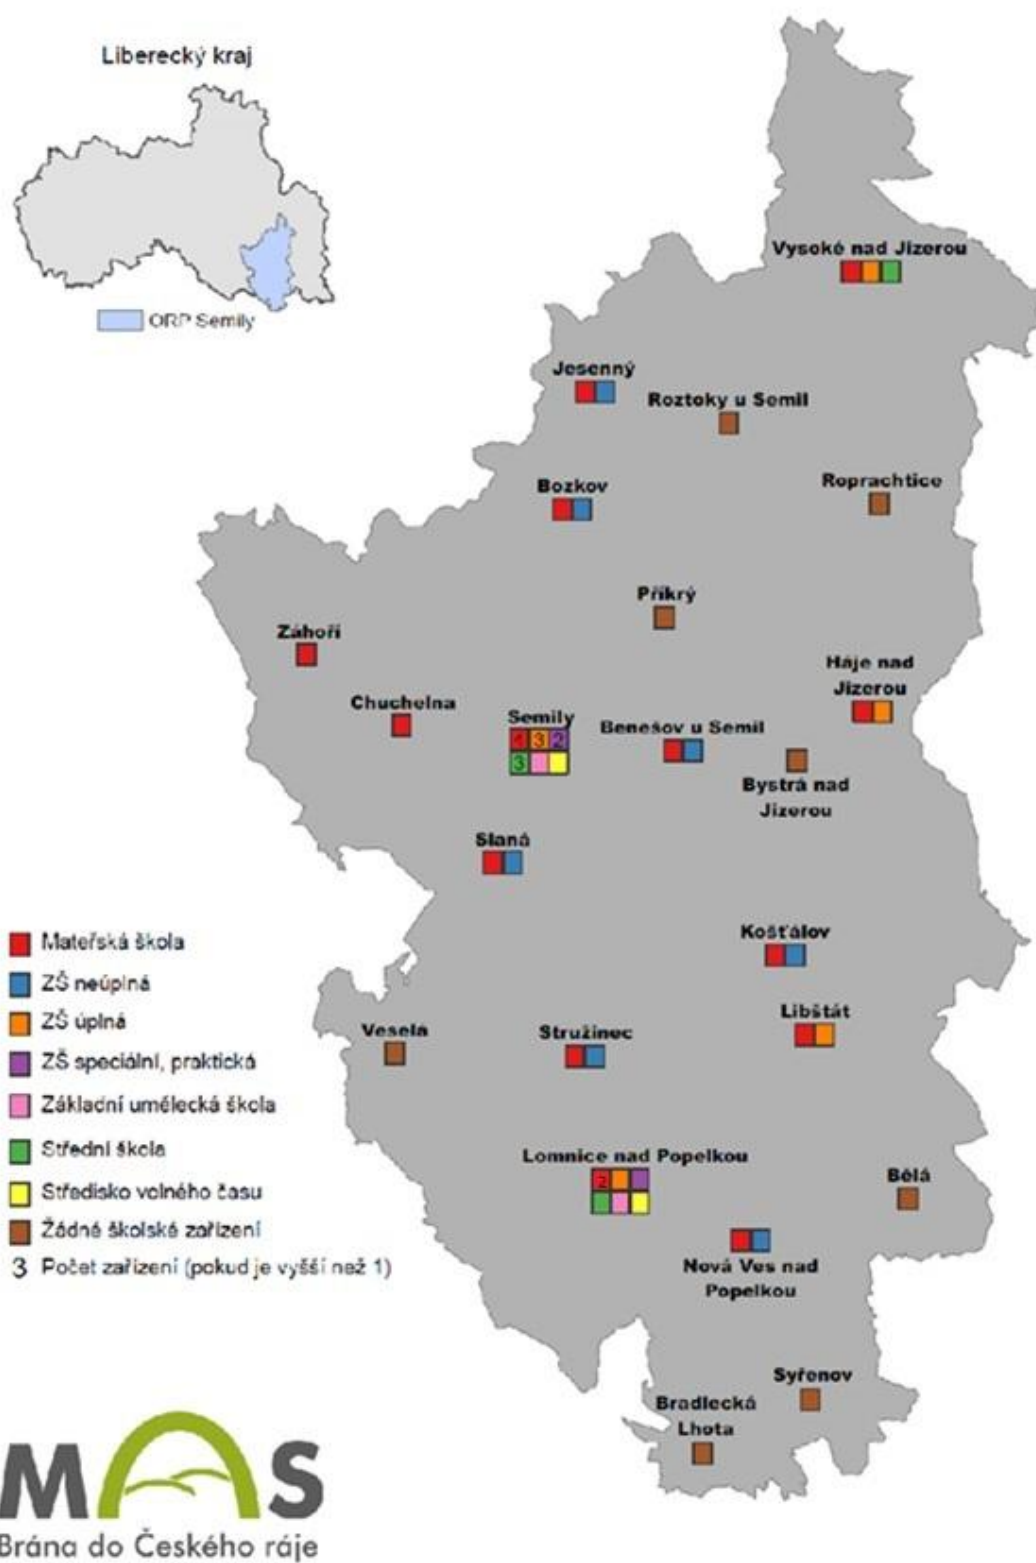 Liberecký kraj
ORP Semily
Vysoké nad Jizerou
Jesenný
Roztoky u Semil
Bozkov
Roprachtice
Příkrý
Záhoří
Háje nad
Jizerou
Chuchelna
Semily
4 3 2
3
Benešov u Semil
Bystrá nad
Jizerou
Slaná
Košťálov
Libštát
Veselá
Stružinec
Lomnice nad Popelkou
2
Bělá
Nová Ves nad
Popelkou
Syřenov
Bradlecká
Lhota
Mateřská škola
ZŠ neúplná
ZŠ úplná
ZŠ speciální, praktická
Základní umělecká škola
Střední škola
Středisko volného času
Žádné školské zařízení
3 Počet zařízení (pokud je vyšší než 1)
MAS
Brána do Českého ráje